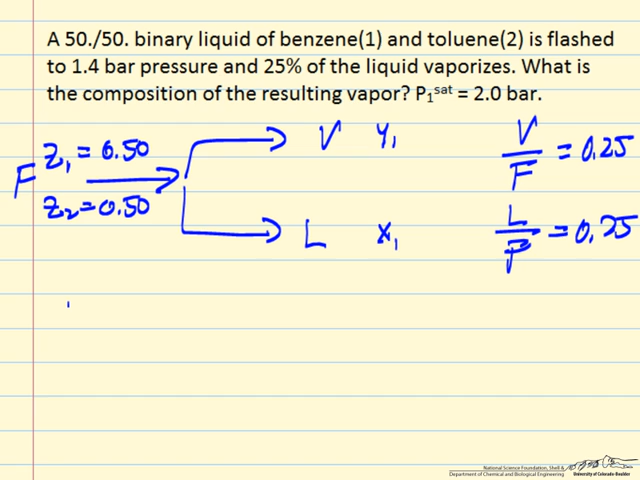 A 50./50. binary liquid of benzene(1) and toluene(2) is flashed
to 1.4 bar pressure and 25% of the liquid vaporizes. What is
the composition of the resulting vapor? P₁ˢᵃᵗ = 2.0 bar.
F Z₁ = 0.50
Z₂ = 0.50
V y₁ V/F = 0.25
L x₁ L/F = 0.75
National Science Foundation, Shell &
Department of Chemical and Biological Engineering
University of Colorado Boulder